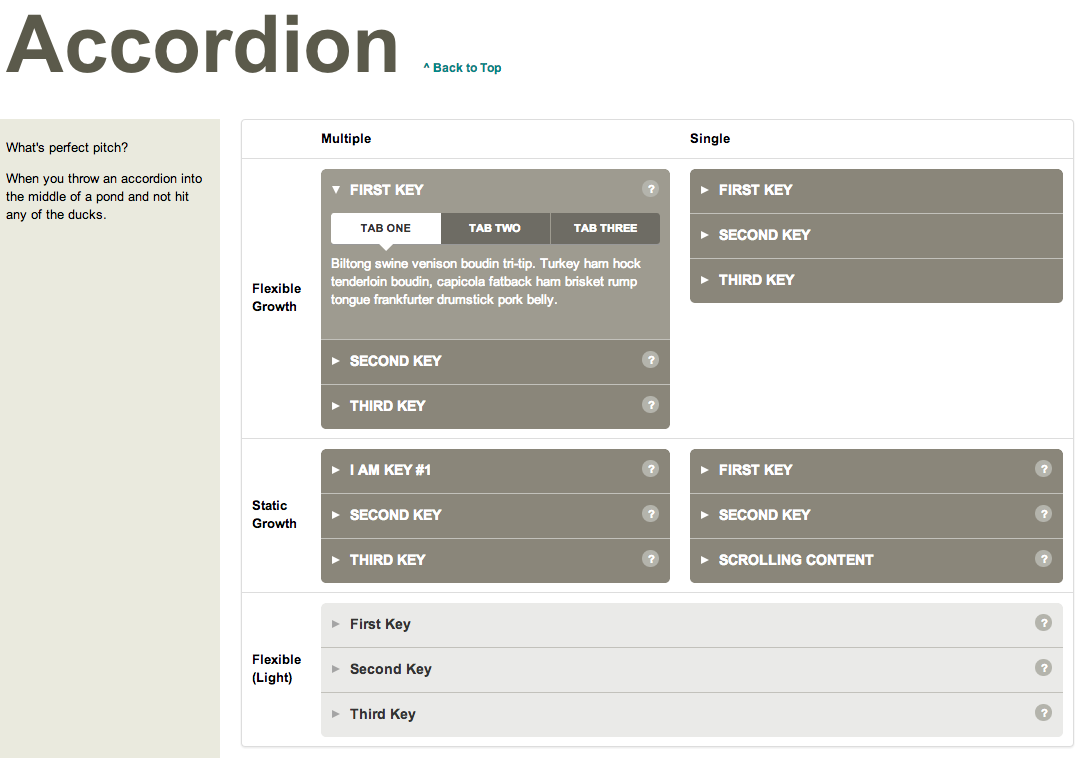 Accordion
^ Back to Top
What's perfect pitch?
When you throw an accordion into
the middle of a pond and not hit
any of the ducks.
Multiple
Single
Flexible
Growth
FIRST KEY
?
TAB ONE
TAB TWO
TAB THREE
Biltong swine venison boudin tri-tip. Turkey ham hock
tenderloin boudin, capicola fatback ham brisket rump
tongue frankfurter drumstick pork belly.
SECOND KEY
?
THIRD KEY
?
FIRST KEY
SECOND KEY
THIRD KEY
Static
Growth
I AM KEY #1
?
SECOND KEY
?
THIRD KEY
?
FIRST KEY
?
SECOND KEY
?
SCROLLING CONTENT
?
Flexible
(Light)
First Key
?
Second Key
?
Third Key
?